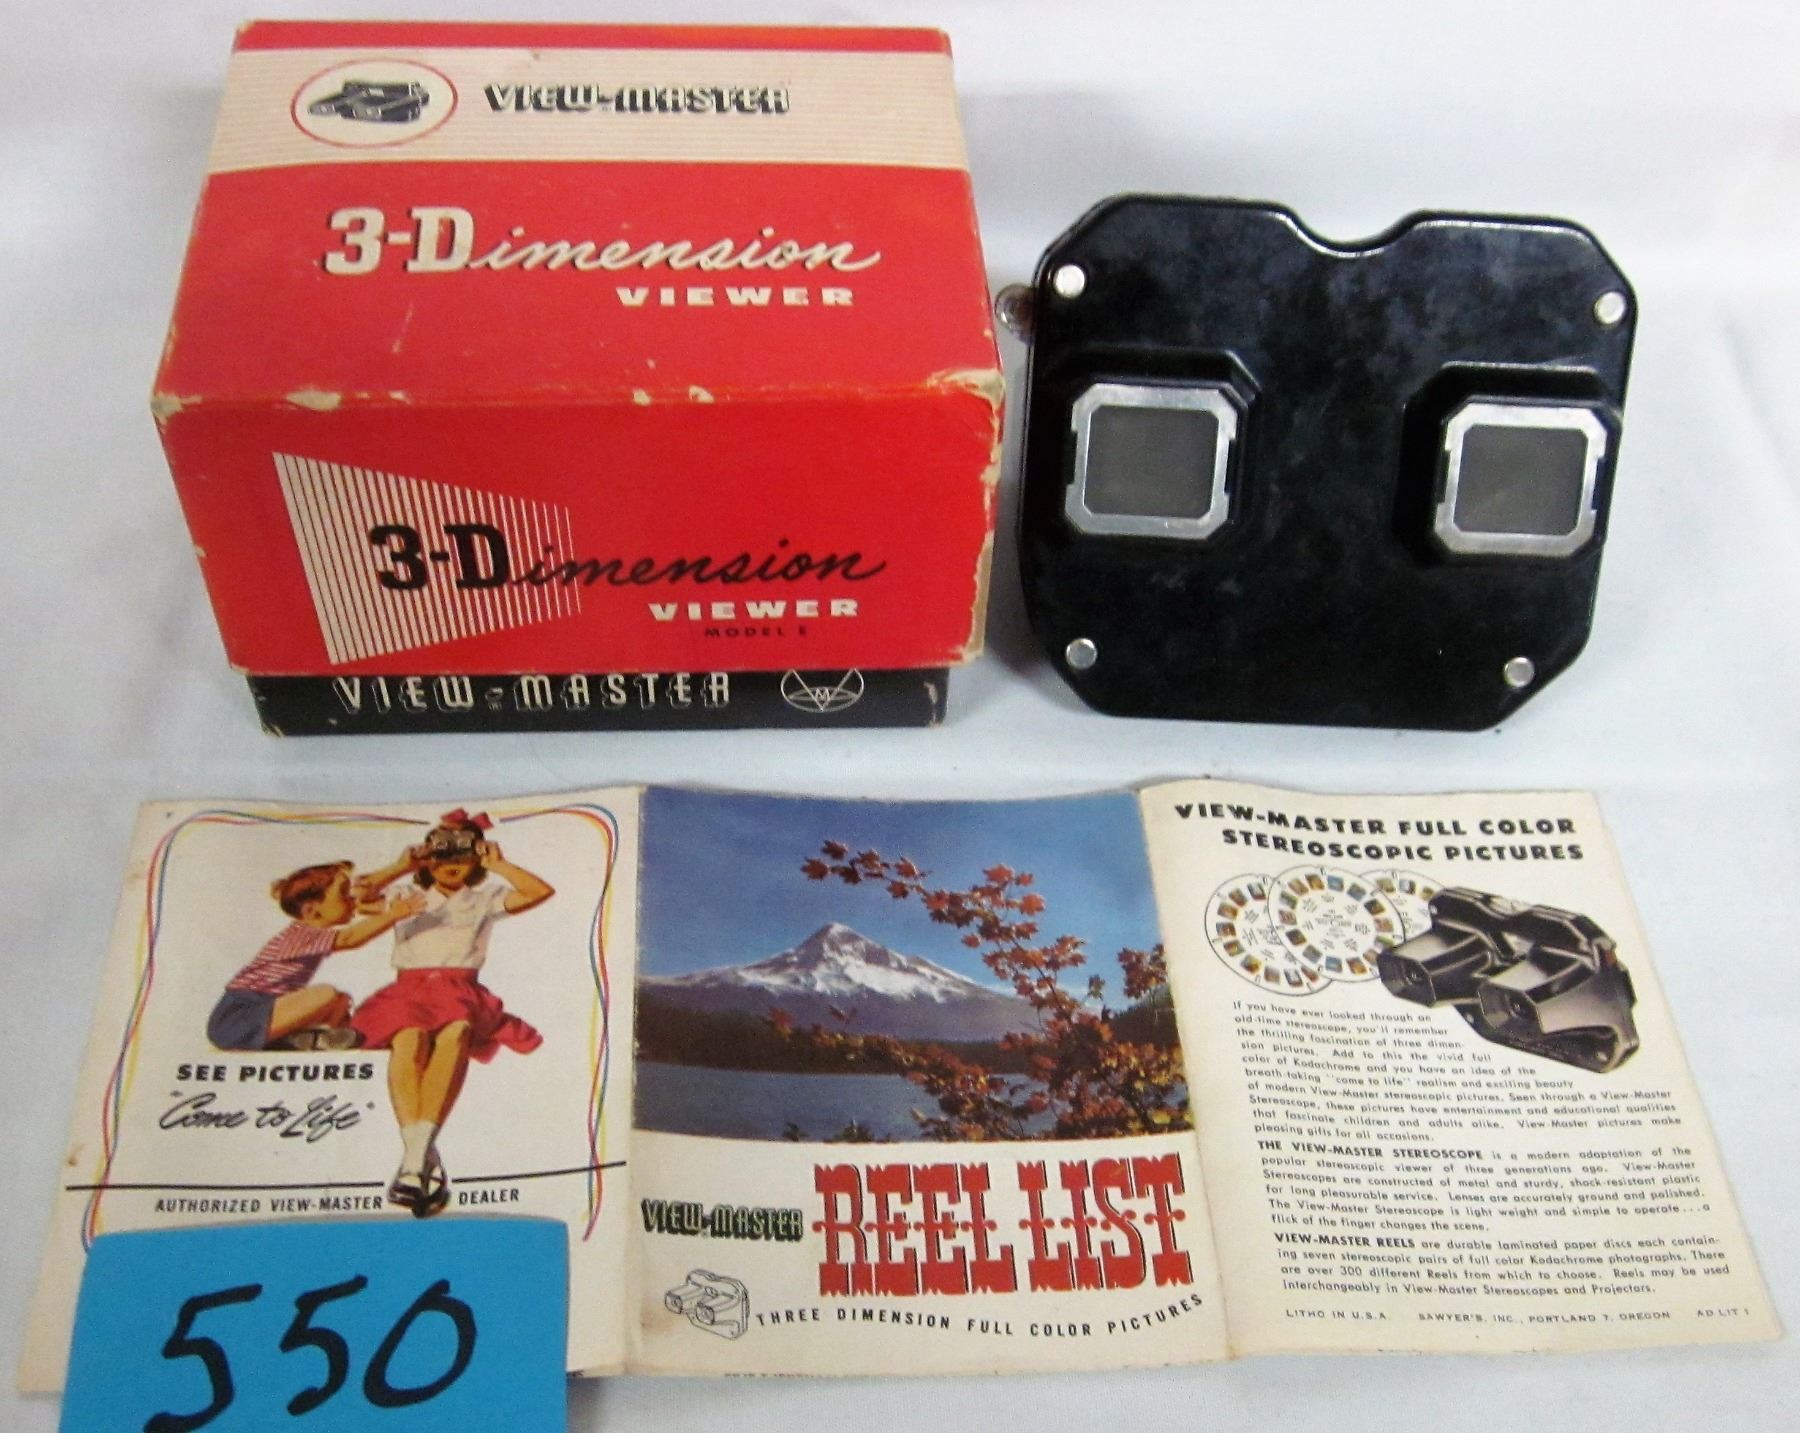 VIEW-MASTER
3-Dimension
VIEWER
3-Dimension
VIEWER
MODEL E
VIEW-MASTER
VM
SEE PICTURES
"Come to Life"
AUTHORIZED VIEW-MASTER DEALER
550
VIEW-MASTER REEL LIST
THREE DIMENSION FULL COLOR PICTURES
VIEW-MASTER FULL COLOR
STEREOSCOPIC PICTURES
If you have ever looked through an
old-time stereoscope, you'll remember
the thrilling fascination of three dimen-
sion pictures. Add to this the vivid full
color of Kodachrome and you have an idea of the
breath-taking "come to life" realism and exciting beauty
of modern View-Master stereoscopic pictures. Seen through a View-Master
Stereoscope, these pictures have entertainment and educational qualities
that fascinate children and adults alike. View-Master pictures make
pleasing gifts for all occasions.
THE VIEW-MASTER STEREOSCOPE is a modern adaptation of the
popular stereoscopic viewer of three generations ago. View-Master
Stereoscopes are constructed of metal and sturdy, shock-resistant plastic
for long pleasurable service. Lenses are accurately ground and polished.
The View-Master Stereoscope is light weight and simple to operate...a
flick of the finger changes the scene.
VIEW-MASTER REELS are durable laminated paper discs each contain-
ing seven stereoscopic pairs of full color Kodachrome photographs. There
are over 300 different Reels from which to choose. Reels may be used
interchangeably in View-Master Stereoscopes and Projectors.
LITHO IN U.S.A SAWYER'S, INC., PORTLAND 7, OREGON AD LIT 1